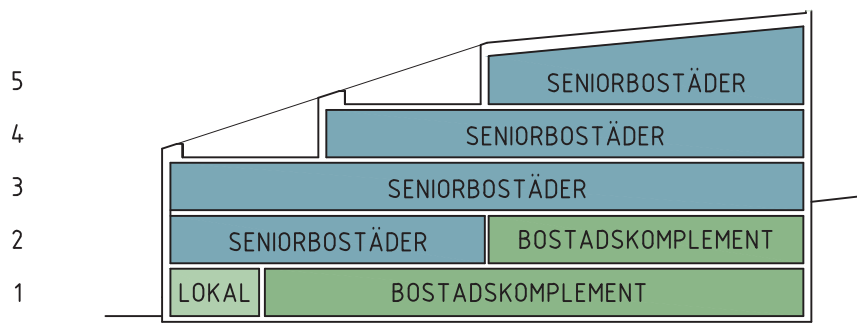 5 SENIORBOSTÄDER
4 SENIORBOSTÄDER
3 SENIORBOSTÄDER
2 SENIORBOSTÄDER BOSTADSKOMPLEMENT
1 LOKAL BOSTADSKOMPLEMENT